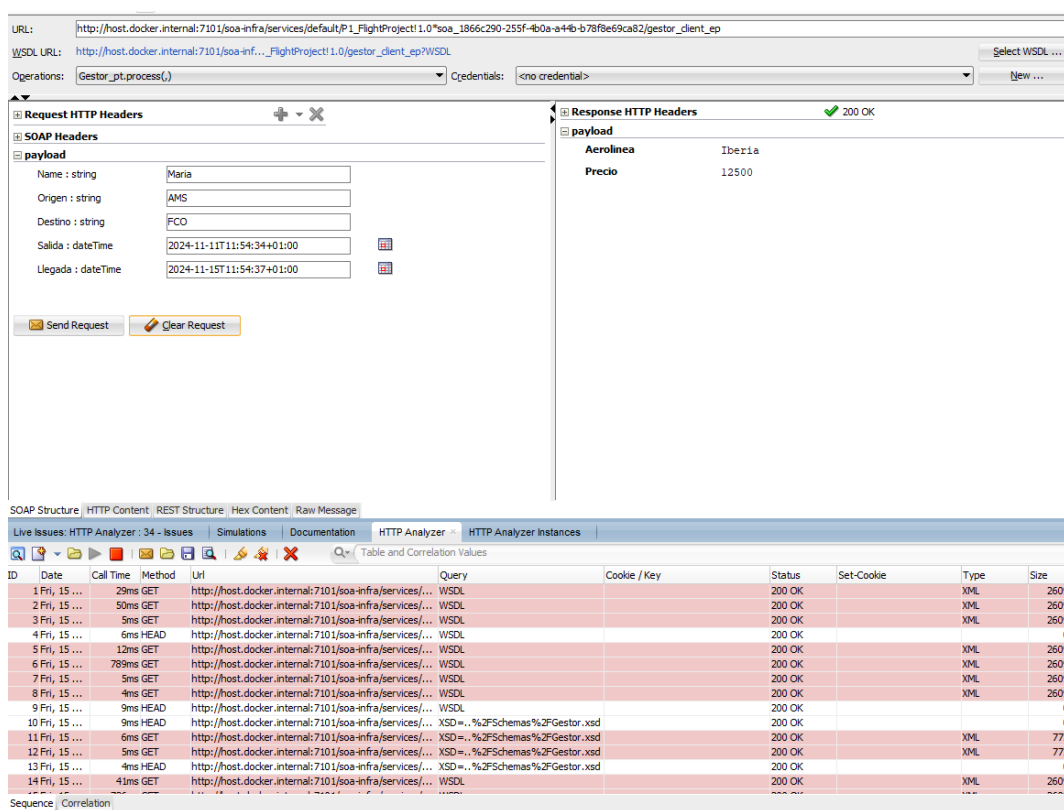 URL: http://host.docker.internal:7101/soa-infra/services/default/P1_FlightProject!1.0*soa_1866c290-255f-4b0a-a44b-b78f8e69ca82/gestor_client_ep
WSDL URL: http://host.docker.internal:7101/soa-inf..._FlightProject!1.0/gestor_client_ep?WSDL Select WSDL ...
Operations: Gestor_pt.process(,) Credentials: <no credential> New ...
Request HTTP Headers Response HTTP Headers 200 OK
SOAP Headers payload
payload Aerolinea Iberia
Name : string Maria Precio 12500
Origen : string AMS
Destino : string FCO
Salida : dateTime 2024-11-11T11:54:34+01:00
Llegada : dateTime 2024-11-15T11:54:37+01:00
Send Request Clear Request
SOAP Structure HTTP Content REST Structure Hex Content Raw Message
Live Issues: HTTP Analyzer : 34 - Issues Simulations Documentation HTTP Analyzer × HTTP Analyzer Instances
Table and Correlation Values
ID Date Call Time Method Url Query Cookie / Key Status Set-Cookie Type Size
1 Fri, 15 ... 29ms GET http://host.docker.internal:7101/soa-infra/services/... WSDL 200 OK XML
2 Fri, 15 ... 50ms GET http://host.docker.internal:7101/soa-infra/services/... WSDL 200 OK XML
3 Fri, 15 ... 5ms GET http://host.docker.internal:7101/soa-infra/services/... WSDL 200 OK XML
4 Fri, 15 ... 6ms HEAD http://host.docker.internal:7101/soa-infra/services/... WSDL 200 OK
5 Fri, 15 ... 12ms GET http://host.docker.internal:7101/soa-infra/services/... WSDL 200 OK XML
6 Fri, 15 ... 789ms GET http://host.docker.internal:7101/soa-infra/services/... WSDL 200 OK XML
7 Fri, 15 ... 5ms GET http://host.docker.internal:7101/soa-infra/services/... WSDL 200 OK XML
8 Fri, 15 ... 4ms GET http://host.docker.internal:7101/soa-infra/services/... WSDL 200 OK XML
9 Fri, 15 ... 9ms HEAD http://host.docker.internal:7101/soa-infra/services/... WSDL 200 OK
10 Fri, 15 ... 9ms HEAD http://host.docker.internal:7101/soa-infra/services/... XSD=..%2FSchemas%2FGestor.xsd 200 OK
11 Fri, 15 ... 6ms GET http://host.docker.internal:7101/soa-infra/services/... XSD=..%2FSchemas%2FGestor.xsd 200 OK XML
12 Fri, 15 ... 5ms GET http://host.docker.internal:7101/soa-infra/services/... XSD=..%2FSchemas%2FGestor.xsd 200 OK XML
13 Fri, 15 ... 4ms HEAD http://host.docker.internal:7101/soa-infra/services/... XSD=..%2FSchemas%2FGestor.xsd 200 OK
14 Fri, 15 ... 41ms GET http://host.docker.internal:7101/soa-infra/services/... WSDL 200 OK XML
Sequence Correlation